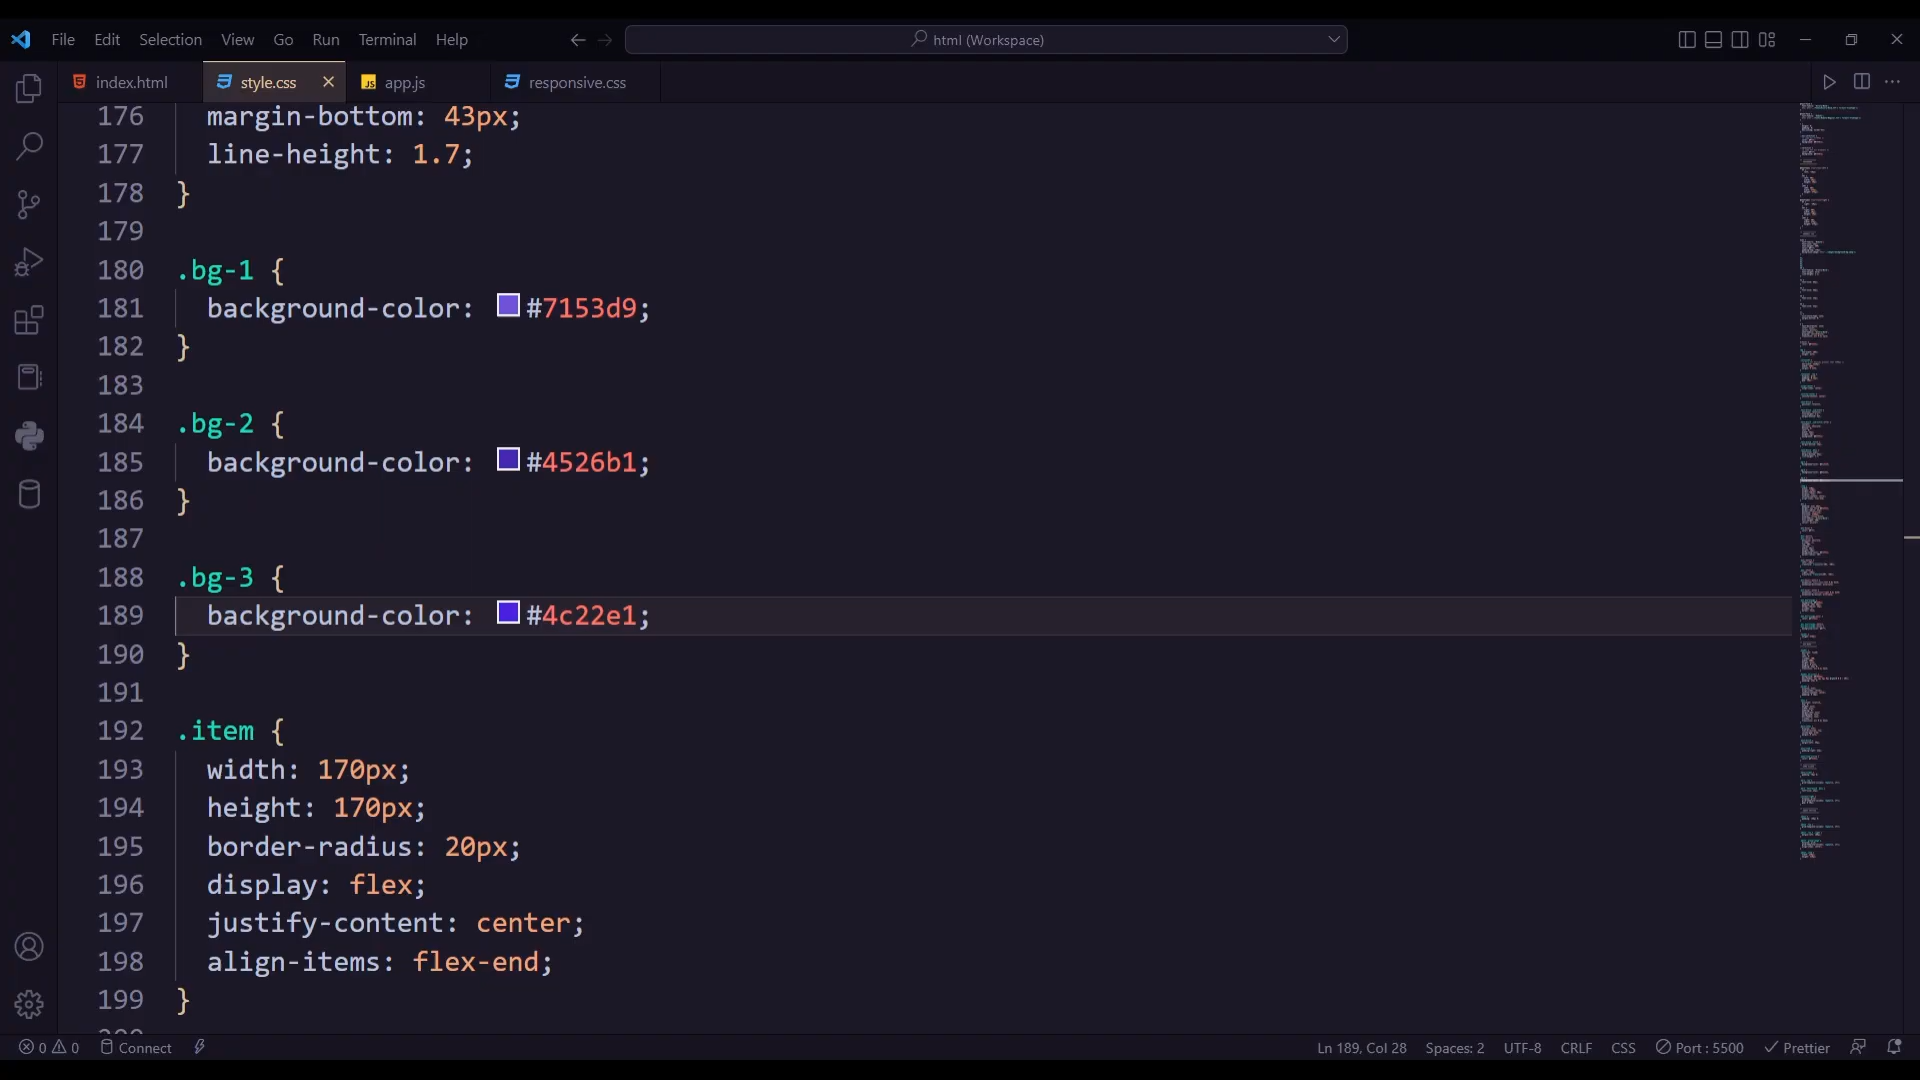 File Edit Selection View Go Run Terminal Help html (Workspace)
index.html style.css app.js responsive.css
176 margin-bottom: 43px;
177 line-height: 1.7;
178 }
179
180 .bg-1 {
181 background-color: #7153d9;
182 }
183
184 .bg-2 {
185 background-color: #4526b1;
186 }
187
188 .bg-3 {
189 background-color: #4c22e1;
190 }
191
192 .item {
193 width: 170px;
194 height: 170px;
195 border-radius: 20px;
196 display: flex;
197 justify-content: center;
198 align-items: flex-end;
199 }
0 0 Connect Ln 189, Col 28 Spaces: 2 UTF-8 CRLF CSS Port : 5500 Prettier